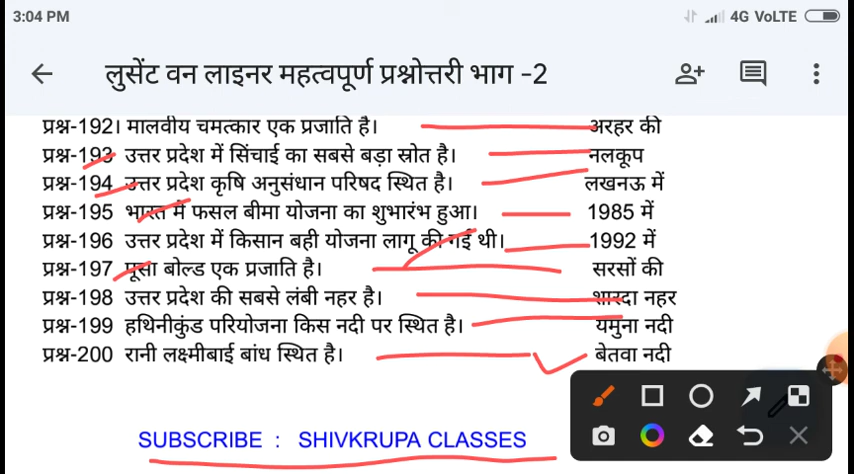 3:04 PM 4G VoLTE
लुसेंट वन लाइनर महत्वपूर्ण प्रश्नोत्तरी भाग -2
प्रश्न-192। मालवीय चमत्कार एक प्रजाति है। अरहर की
प्रश्न-193 उत्तर प्रदेश में सिंचाई का सबसे बड़ा स्रोत है। नलकूप
प्रश्न-194 उत्तर प्रदेश कृषि अनुसंधान परिषद स्थित है। लखनऊ में
प्रश्न-195 भारत में फसल बीमा योजना का शुभारंभ हुआ। 1985 में
प्रश्न-196 उत्तर प्रदेश में किसान बही योजना लागू की गई थी। 1992 में
प्रश्न-197 पूसा बोल्ड एक प्रजाति है। सरसों की
प्रश्न-198 उत्तर प्रदेश की सबसे लंबी नहर है। शारदा नहर
प्रश्न-199 हथिनीकुंड परियोजना किस नदी पर स्थित है। यमुना नदी
प्रश्न-200 रानी लक्ष्मीबाई बांध स्थित है। बेतवा नदी
SUBSCRIBE : SHIVKRUPA CLASSES